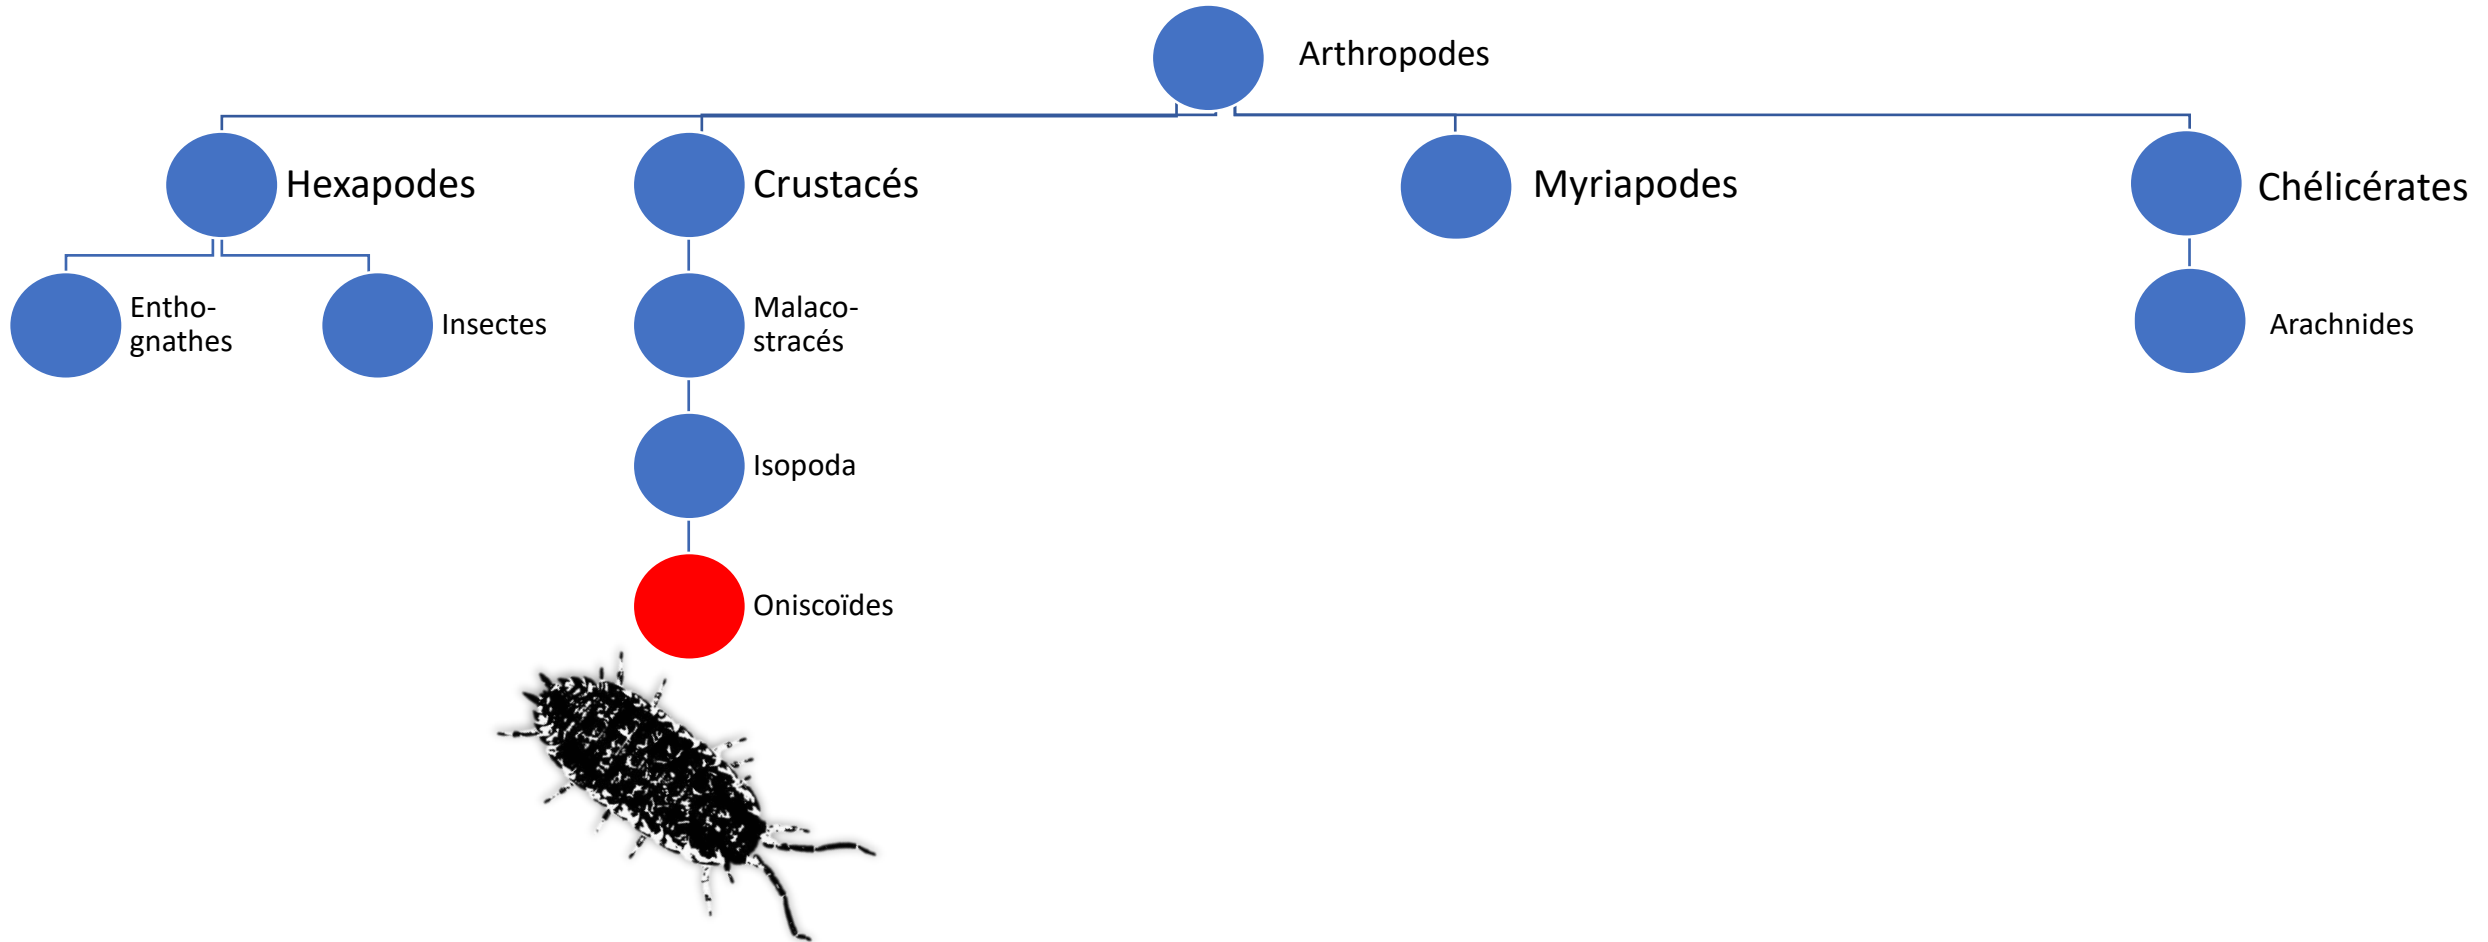 Arthropodes
Hexapodes
Crustacés
Myriapodes
Chélicérates
Entho-
gnathes
Insectes
Malaco-
stracés
Arachnides
Isopoda
Oniscoïdes